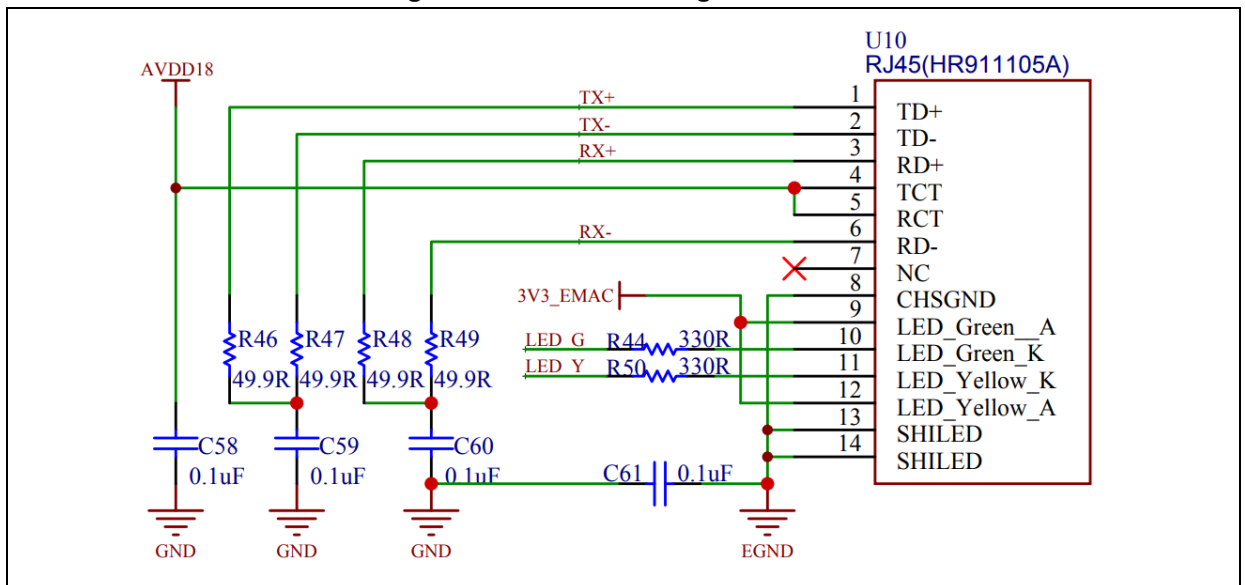 U10
RJ45(HR911105A)
AVDD18
TX+
1
TD+
TX-
2
TD-
RX+
3
RD+
4
TCT
5
RCT
RX-
6
RD-
7
NC
3V3_EMAC
8
CHSGND
9
LED_Green__A
LED_G
R44
330R
10
LED_Green_K
LED_Y
R50
330R
11
LED_Yellow_K
12
LED_Yellow_A
13
SHILED
14
SHILED
R46
R47
R48
R49
49.9R
49.9R
49.9R
49.9R
C58
C59
C60
0.1uF
0.1uF
0.1uF
C61
0.1uF
GND
GND
GND
EGND